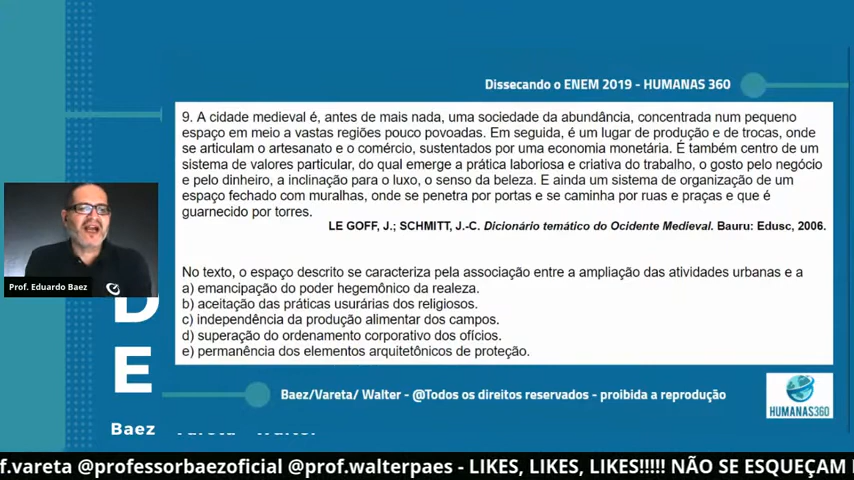 Dissecando o ENEM 2019 - HUMANAS 360
9. A cidade medieval é, antes de mais nada, uma sociedade da abundância, concentrada num pequeno
espaço em meio a vastas regiões pouco povoadas. Em seguida, é um lugar de produção e de trocas, onde
se articulam o artesanato e o comércio, sustentados por uma economia monetária. É também centro de um
sistema de valores particular, do qual emerge a prática laboriosa e criativa do trabalho, o gosto pelo negócio
e pelo dinheiro, a inclinação para o luxo, o senso da beleza. E ainda um sistema de organização de um
espaço fechado com muralhas, onde se penetra por portas e se caminha por ruas e praças e que é
guarnecido por torres.
LE GOFF, J.; SCHMITT, J.-C. Dicionário temático do Ocidente Medieval. Bauru: Edusc, 2006.
No texto, o espaço descrito se caracteriza pela associação entre a ampliação das atividades urbanas e a
a) emancipação do poder hegemônico da realeza.
b) aceitação das práticas usurárias dos religiosos.
c) independência da produção alimentar dos campos.
d) superação do ordenamento corporativo dos ofícios.
e) permanência dos elementos arquitetônicos de proteção.
Prof. Eduardo Baez
D
E
Baez/Vareta/ Walter - @Todos os direitos reservados - proibida a reprodução
HUMANAS360
Baez
f.vareta @professorbaezoficial @prof.walterpaes - LIKES, LIKES, LIKES!!!!! NÃO SE ESQUEÇAM